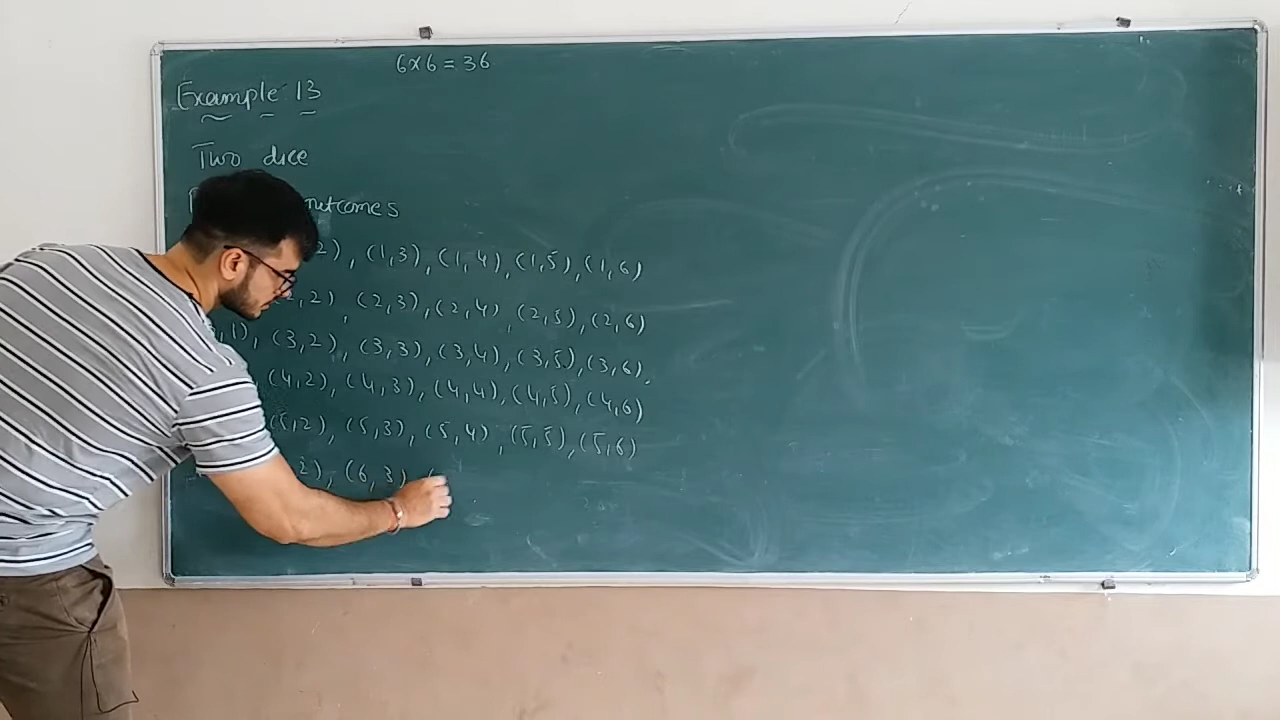 6x6 = 36
Example 13
Two dice
outcomes
2), (1,3), (1,4), (1,5), (1,6)
2,2), (2,3), (2,4), (2,5), (2,6)
,1), (3,2), (3,3), (3,4), (3,5), (3,6).
(4,2), (4,3), (4,4), (4,5), (4,6)
(5,2), (5,3), (5,4), (5,5), (5,6)
2), (6,3), (